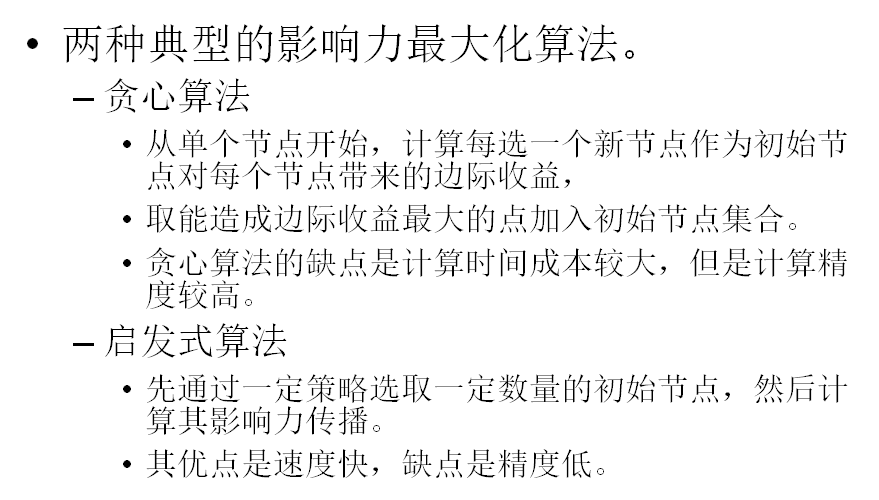 • 两种典型的影响力最大化算法。
– 贪心算法
• 从单个节点开始，计算每选一个新节点作为初始节
点对每个节点带来的边际收益，
• 取能造成边际收益最大的点加入初始节点集合。
• 贪心算法的缺点是计算时间成本较大，但是计算精
度较高。
– 启发式算法
• 先通过一定策略选取一定数量的初始节点，然后计
算其影响力传播。
• 其优点是速度快，缺点是精度低。